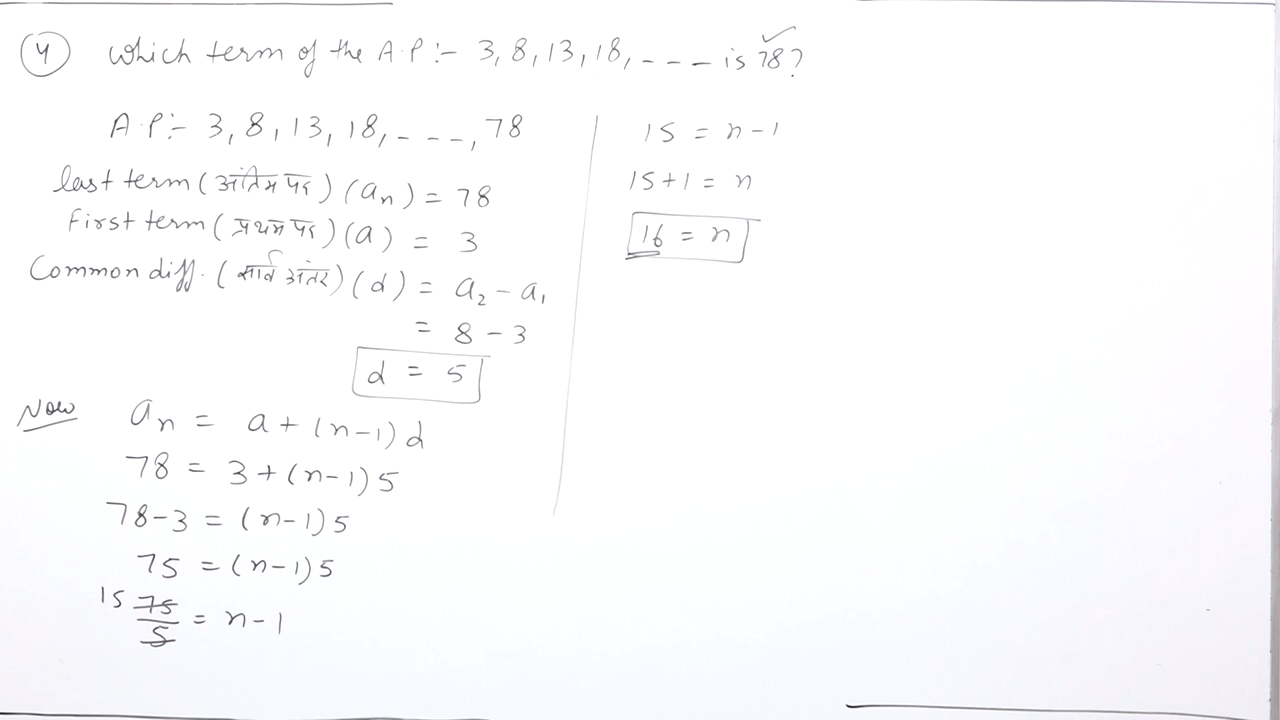 4 Which term of the A.P:- 3, 8, 13, 18, - - - is 78?
A.P:- 3, 8, 13, 18, - - -, 78
last term (अंतिम पद) (aₙ) = 78
First term (प्रथम पद) (a) = 3
Common diff. (सार्व अंतर) (d) = a₂ - a₁
= 8 - 3
d = 5
Now aₙ = a + (n-1) d
78 = 3 + (n-1) 5
78-3 = (n-1) 5
75 = (n-1) 5
15 75/5 = n-1
15 = n-1
15+1 = n
16 = n